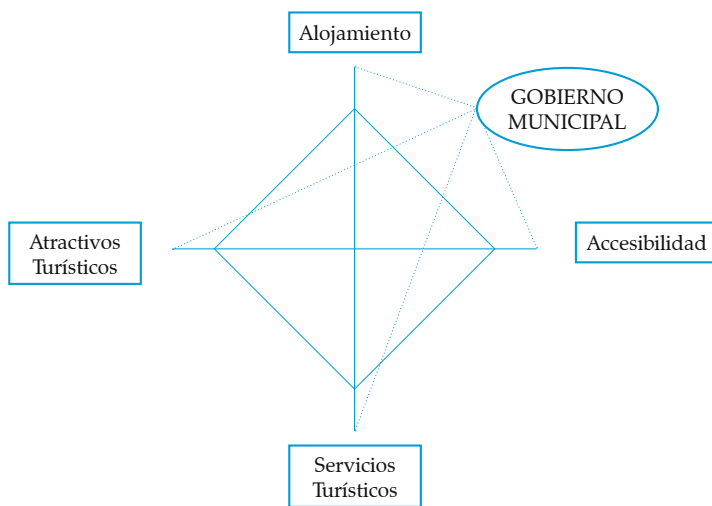 Alojamiento
GOBIERNO
MUNICIPAL
Atractivos
Turísticos
Accesibilidad
Servicios
Turísticos